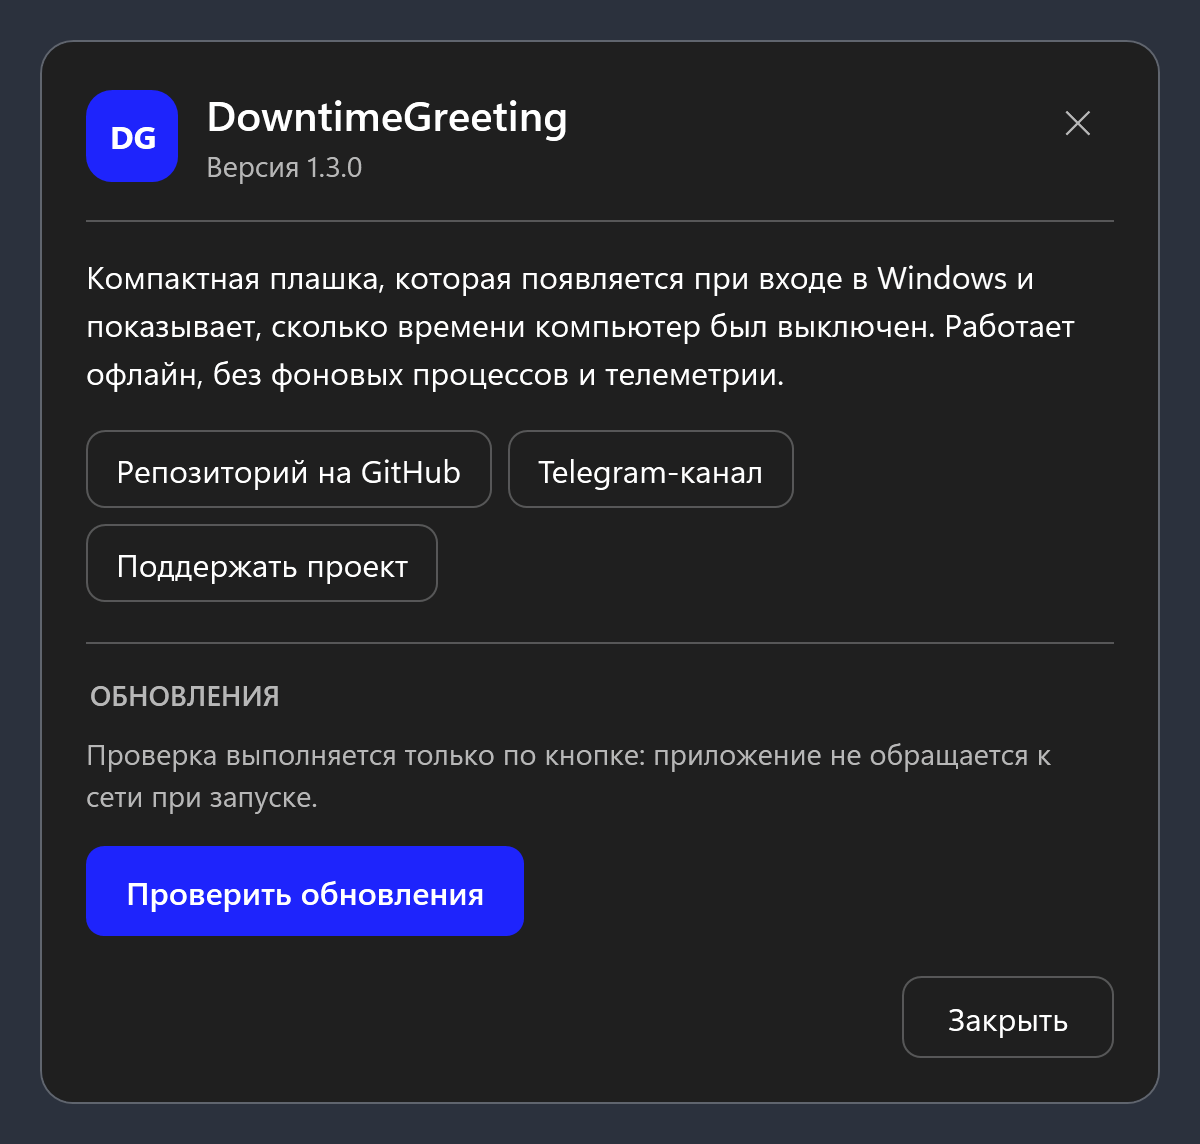 DG
DowntimeGreeting
Версия 1.3.0
Компактная плашка, которая появляется при входе в Windows и
показывает, сколько времени компьютер был выключен. Работает
офлайн, без фоновых процессов и телеметрии.
Репозиторий на GitHub
Telegram-канал
Поддержать проект
ОБНОВЛЕНИЯ
Проверка выполняется только по кнопке: приложение не обращается к
сети при запуске.
Проверить обновления
Закрыть